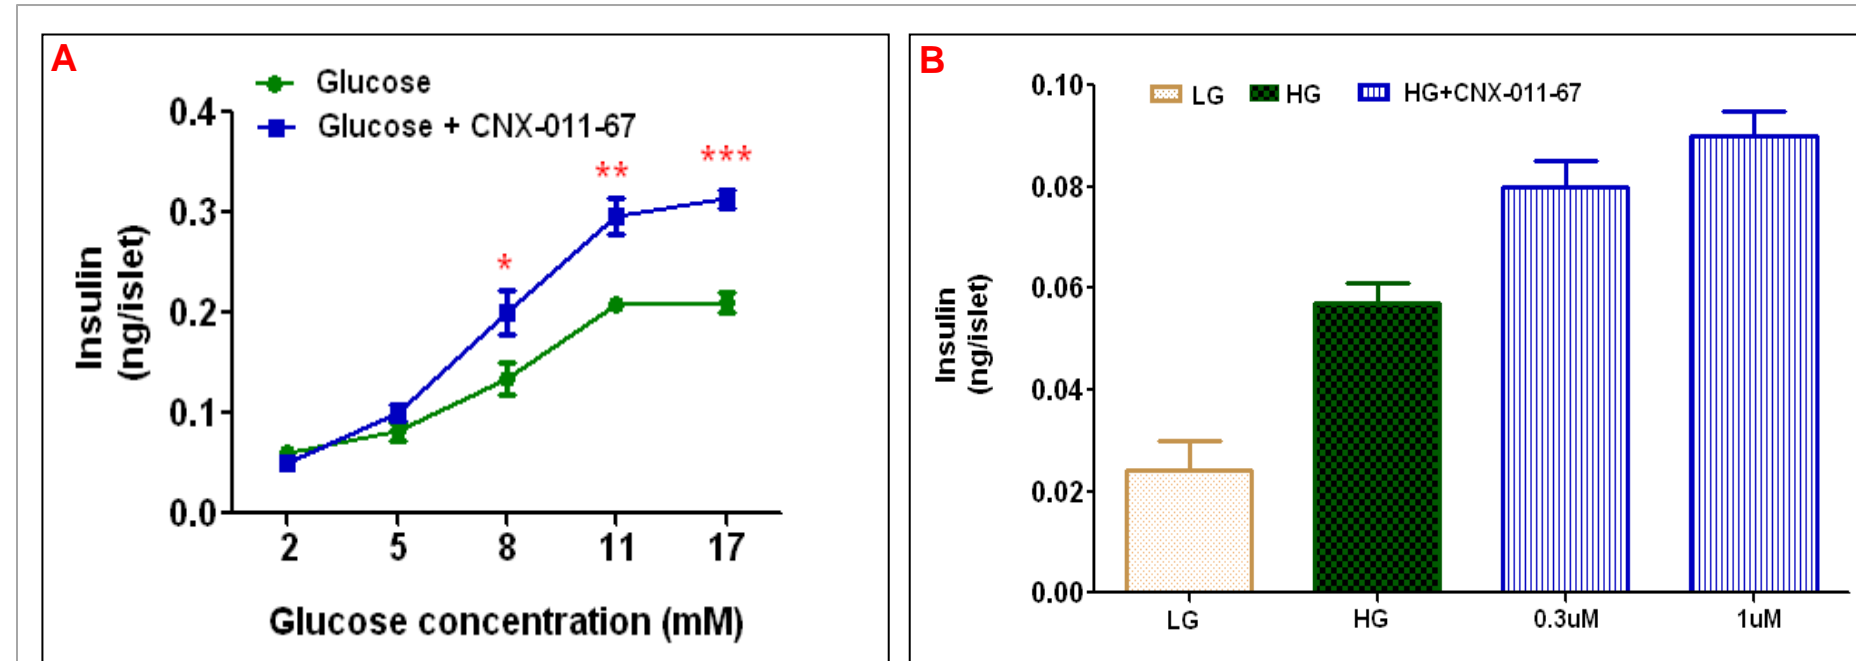 A
Glucose
Glucose + CNX-011-67
0.4
0.3
0.2
0.1
0.0
*
**
***
Insulin
(ng/islet)
2 5 8 11 17
Glucose concentration (mM)
B
LG HG HG+CNX-011-67
0.10
0.08
0.06
0.04
0.02
0.00
Insulin
(ng/islet)
LG HG 0.3uM 1uM